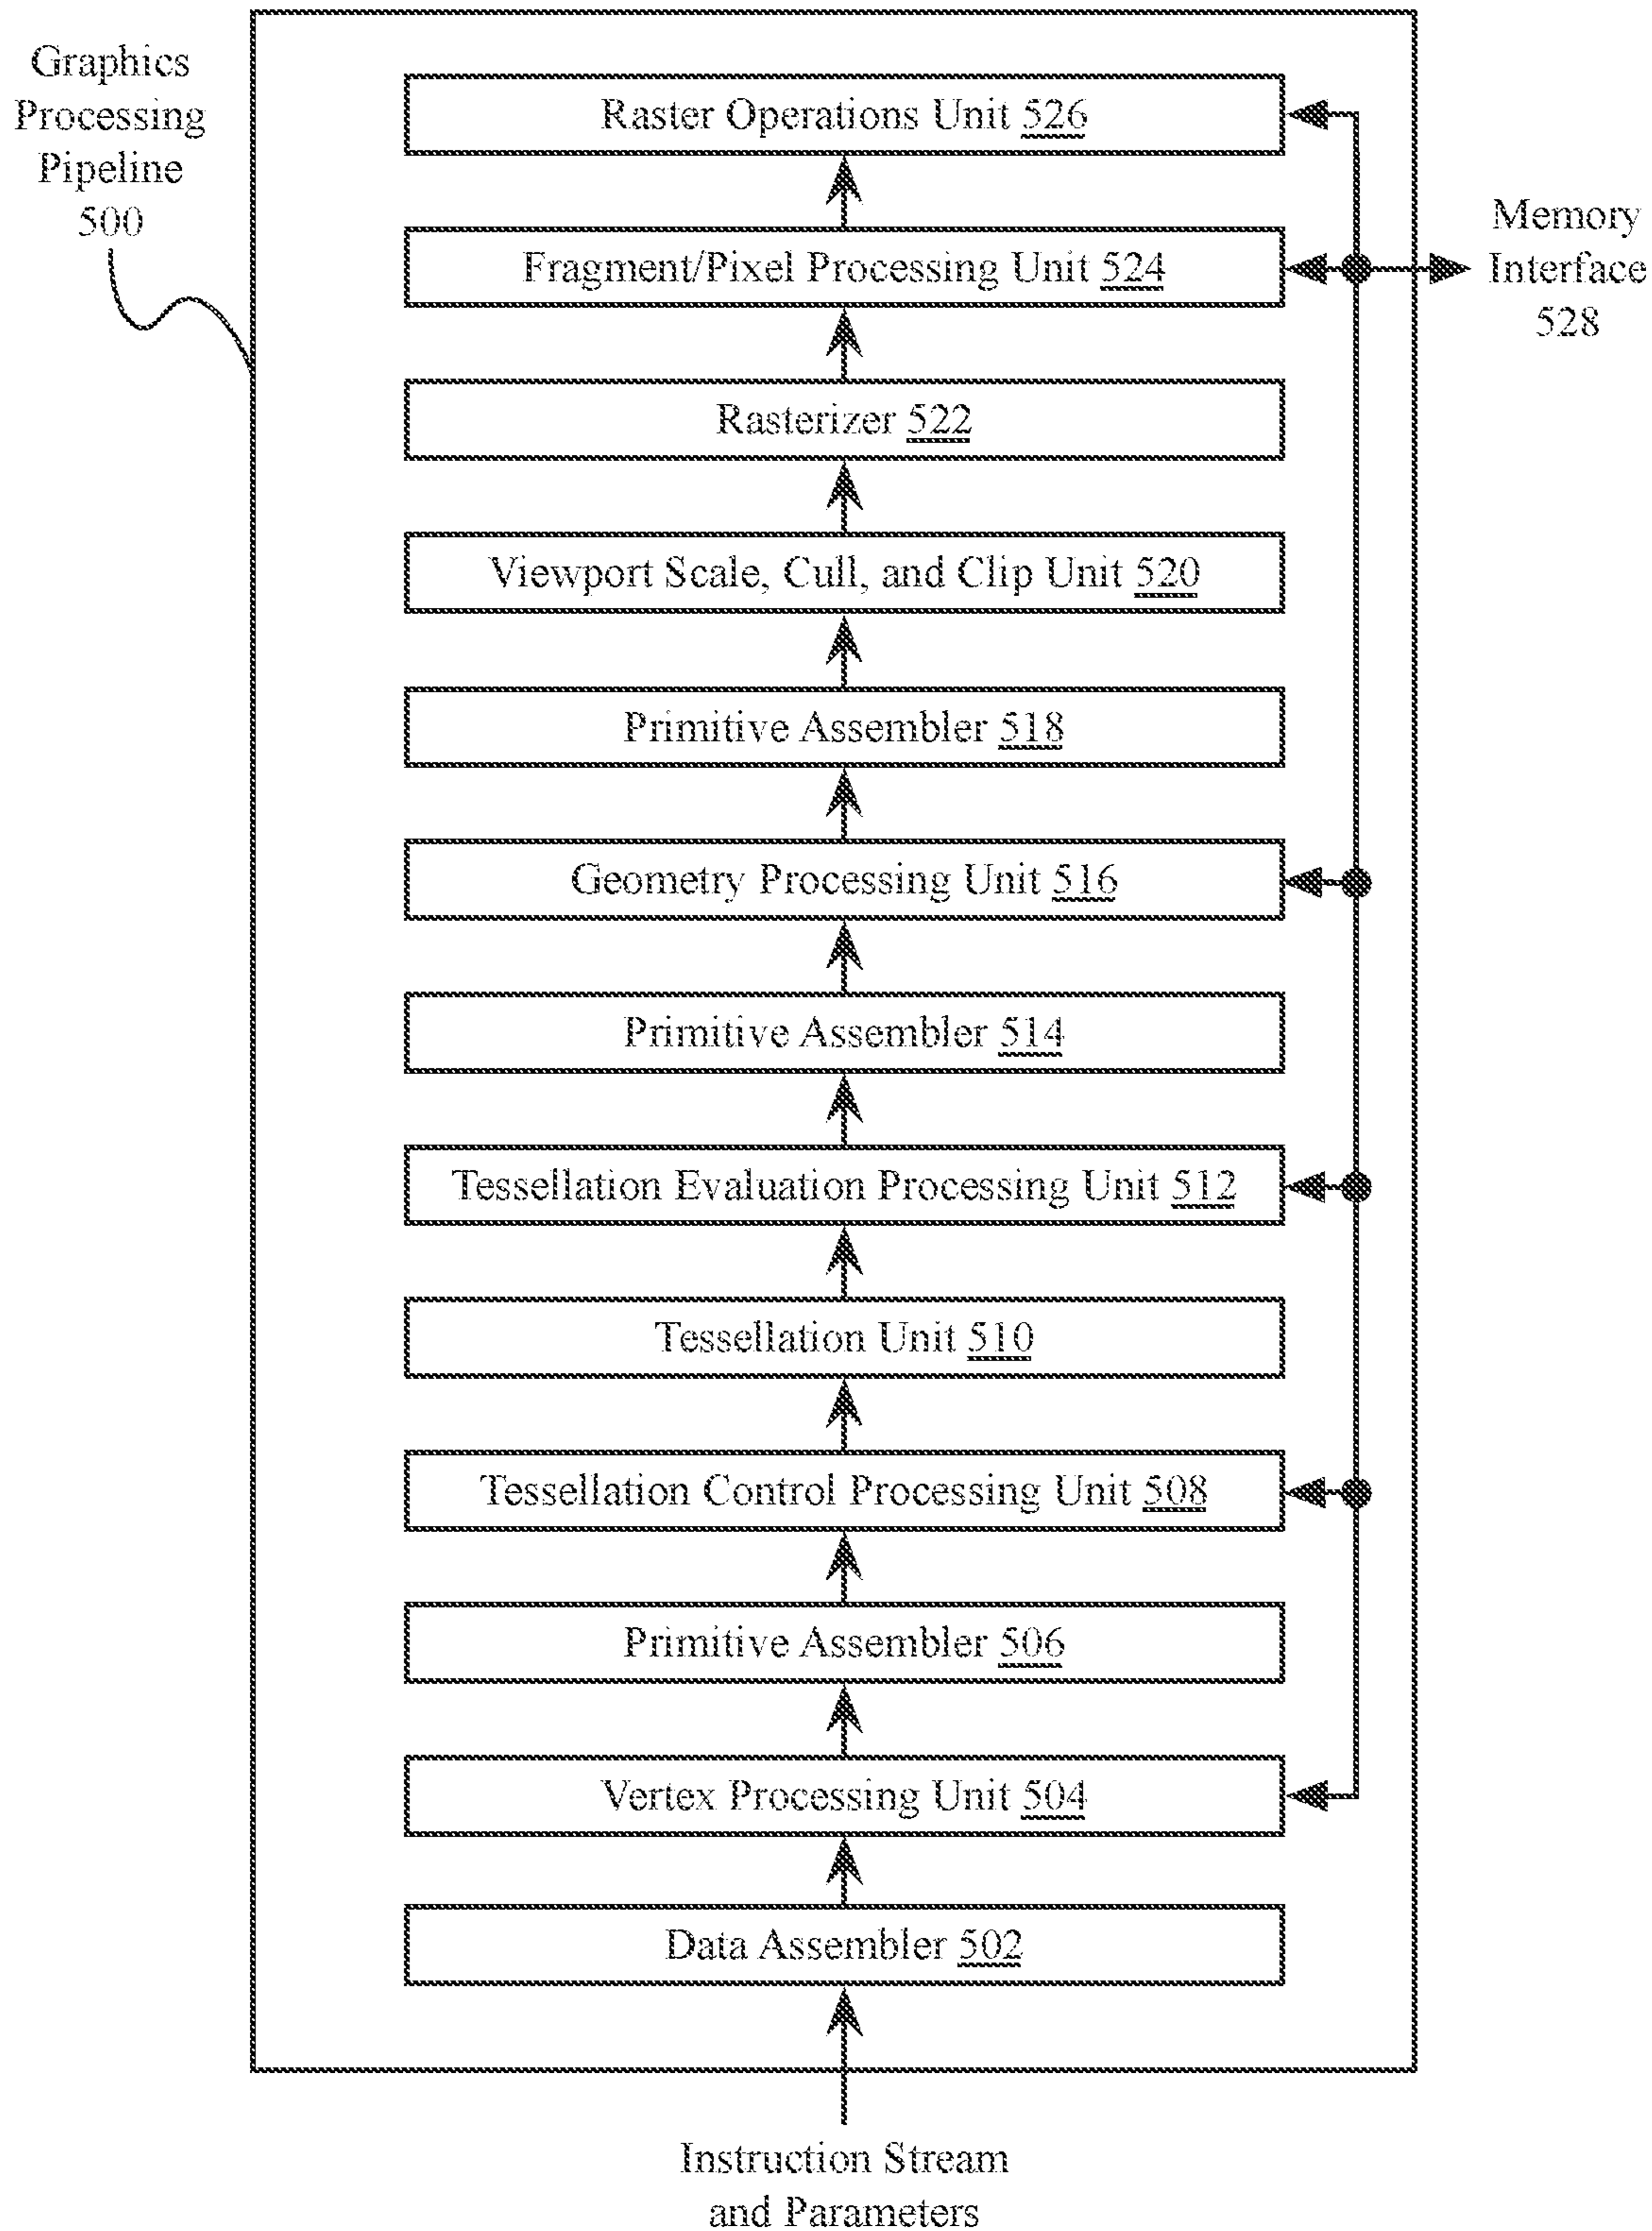 Graphics
Processing
Pipeline
500
Raster Operations Unit 526
Fragment/Pixel Processing Unit 524
Memory
Interface
528
Rasterizer 522
Viewport Scale, Cull, and Clip Unit 520
Primitive Assembler 518
Geometry Processing Unit 516
Primitive Assembler 514
Tessellation Evaluation Processing Unit 512
Tessellation Unit 510
Tessellation Control Processing Unit 508
Primitive Assembler 506
Vertex Processing Unit 504
Data Assembler 502
Instruction Stream
and Parameters